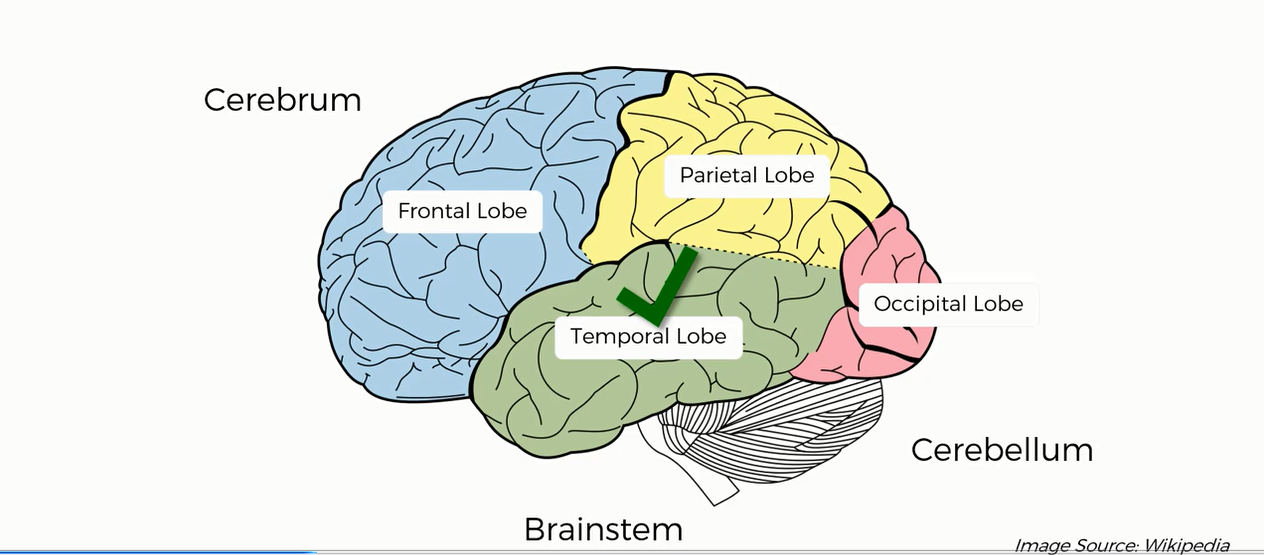 Cerebrum
Parietal Lobe
Frontal Lobe
Occipital Lobe
Temporal Lobe
Cerebellum
Brainstem
Image Source: Wikipedia